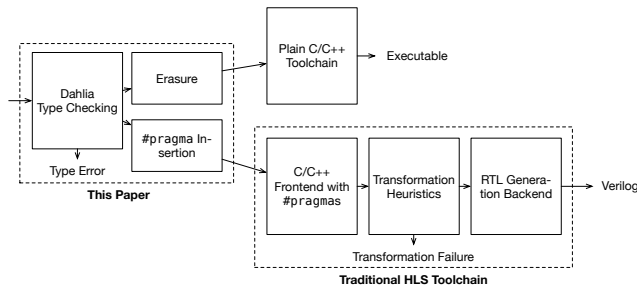 Dahlia
Type Checking
Erasure
#pragma In-
sertion
Type Error
This Paper
Plain C/C++
Toolchain
Executable
C/C++
Frontend with
#pragmas
Transformation
Heuristics
RTL Genera-
tion Backend
Verilog
Transformation Failure
Traditional HLS Toolchain